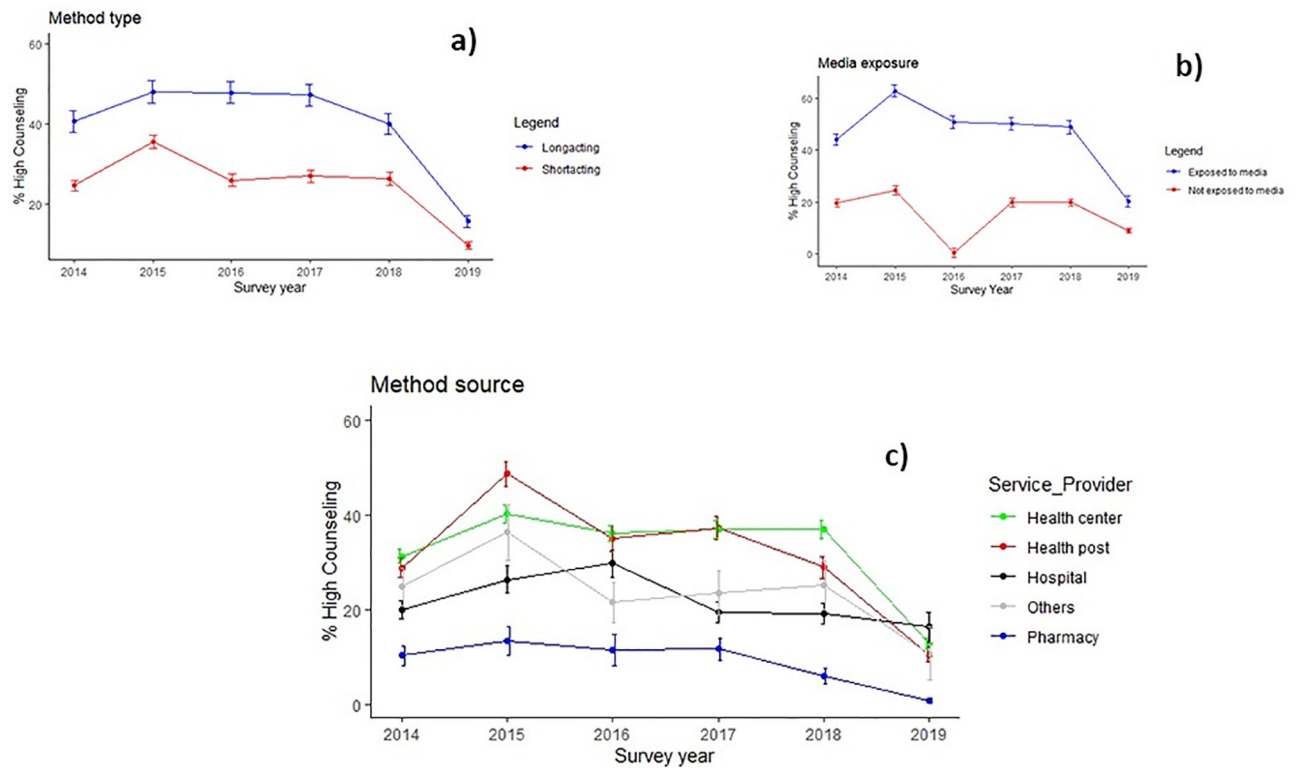 Method type
a)
60
40
20
% High Counseling
2014 2015 2016 2017 2018 2019
Survey year
Legend
Longacting
Shortacting
Media exposure
b)
60
40
20
0
% High Counseling
2014 2015 2016 2017 2018 2019
Survey Year
Legend
Exposed to media
Not exposed to media
Method source
c)
60
40
20
0
% High Counseling
2014 2015 2016 2017 2018 2019
Survey year
Service_Provider
Health center
Health post
Hospital
Others
Pharmacy